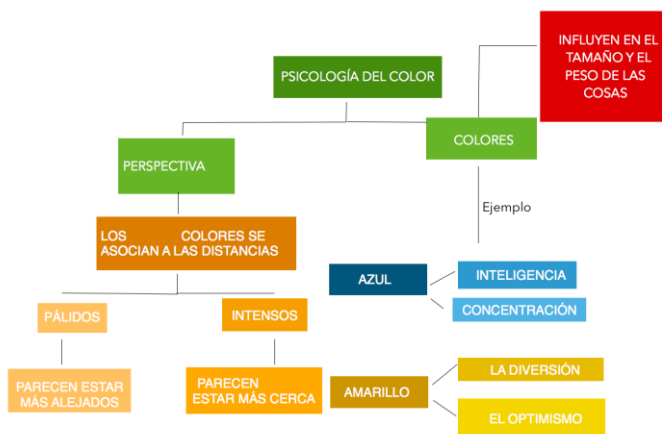 INFLUYEN EN EL
TAMAÑO Y EL
PESO DE LAS
COSAS
PSICOLOGÍA DEL COLOR
COLORES
PERSPECTIVA
Ejemplo
LOS COLORES SE
ASOCIAN A LAS DISTANCIAS
AZUL
INTELIGENCIA
CONCENTRACIÓN
PÁLIDOS
INTENSOS
PARECEN ESTAR
MÁS ALEJADOS
PARECEN
ESTAR MÁS CERCA
AMARILLO
LA DIVERSIÓN
EL OPTIMISMO